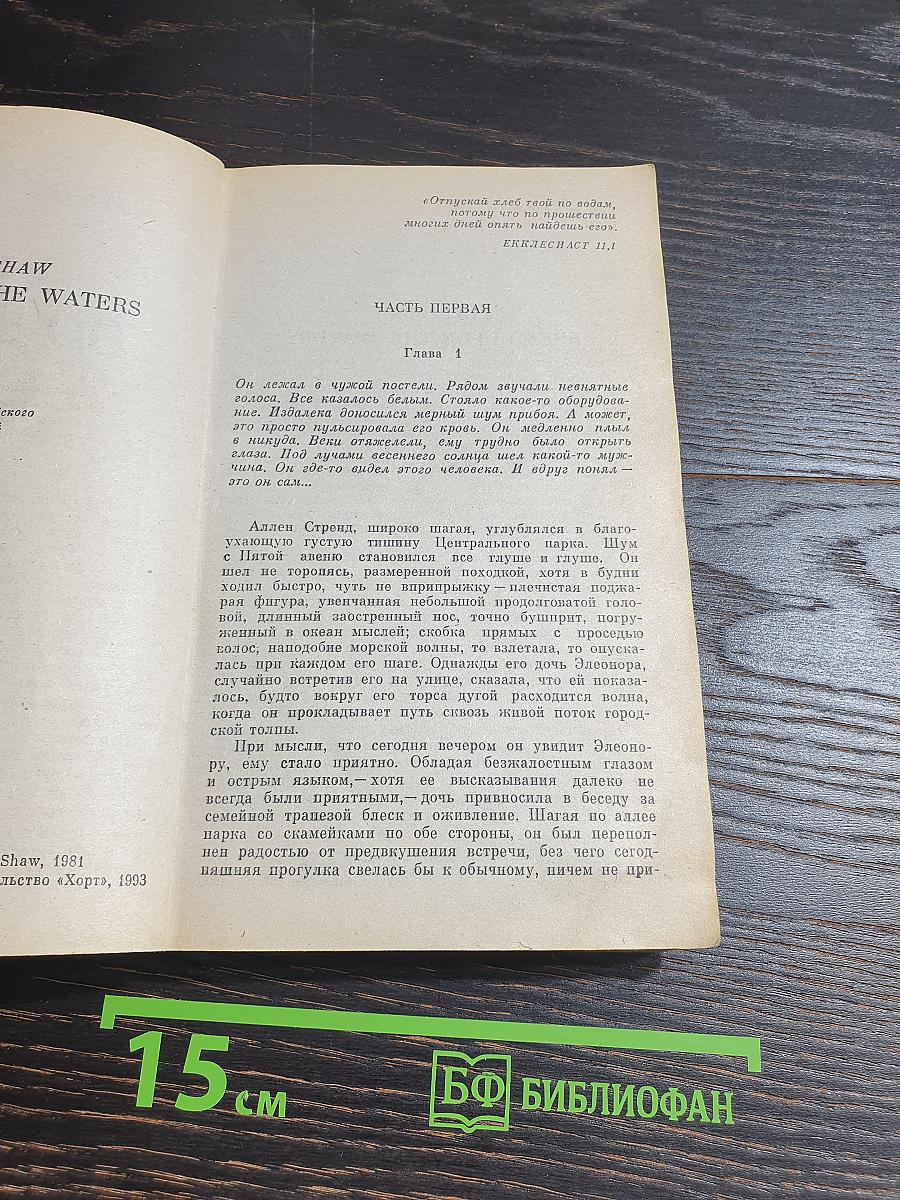 SHAW
HE WATERS
ского
Shaw, 1981
льство «Хорт», 1993
«Отпускай хлеб твой по водам,
потому что по прошествии
многих дней опять найдешь его».
ЕККЛЕСИАСТ 11,1
ЧАСТЬ ПЕРВАЯ
Глава 1
Он лежал в чужой постели. Рядом звучали невнятные
голоса. Все казалось белым. Стояло какое-то оборудова-
ние. Издалека доносился мерный шум прибоя. А может,
это просто пульсировала его кровь. Он медленно плыл
в никуда. Веки отяжелели, ему трудно было открыть
глаза. Под лучами весеннего солнца шел какой-то муж-
чина. Он где-то видел этого человека. И вдруг понял —
это он сам...
Аллен Стренд, широко шагая, углублялся в благо-
ухающую густую тишину Центрального парка. Шум
с Пятой авеню становился все глуше и глуше. Он
шел не торопясь, размеренной походкой, хотя в будни
ходил быстро, чуть не вприпрыжку — плечистая поджа-
рая фигура, увенчанная небольшой продолговатой голо-
вой, длинный заостренный нос, точно бушприт, погру-
женный в океан мыслей; скобка прямых с проседью
волос, наподобие морской волны, то взлетала, то опуска-
лась при каждом его шаге. Однажды его дочь Элеонора,
случайно встретив его на улице, сказала, что ей показа-
лось, будто вокруг его торса дугой расходится волна,
когда он прокладывает путь сквозь живой поток город-
ской толпы.
При мысли, что сегодня вечером он увидит Элеоно-
ру, ему стало приятно. Обладая безжалостным глазом
и острым языком,— хотя ее высказывания далеко не
всегда были приятными,— дочь привносила в беседу за
семейной трапезой блеск и оживление. Шагая по аллее
парка со скамейками по обе стороны, он был перепол-
нен радостью от предвкушения встречи, без чего сегод-
няшняя прогулка свелась бы к обычному, ничем не при-
15 см
БФ БИБЛИОФАН